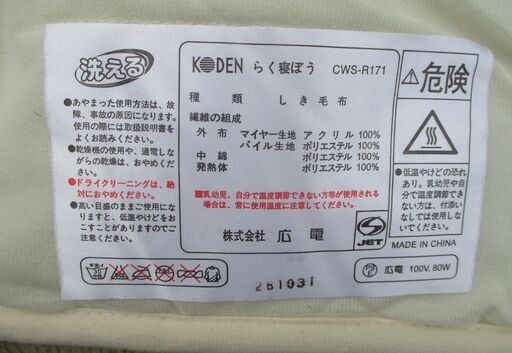 洗える
●あやまった使用方法は、故
障、事故の原因になります。
使用の際には取扱説明書を
よくお読みください。
●乾燥機の使用や、通電しな
がらの乾燥は、おやめくだ
さい。
●ドライクリーニングは、絶
対におやめください。
●高い目盛のままご使用にな
りますと、低温やけどをお
こすことがありますのでご
注意ください。
KODEN らく寝ぼう CWS-R171
種類 しき毛布
繊維の組成
外布 マイヤー生地 アクリル 100%
パイル生地 ポリエステル 100%
中綿 ポリエステル 100%
発熱体 ポリエステル 100%
■乳幼児、自分で温度調節できない方等が使用される
場合は、常に使用温度に注意してください。
株式会社 広電
261031
危険
●低温やけどの恐れ
あり。乳幼児や自
分で温度調節でき
ない方は、付添い
なしでは使用しな
いでください。
S
JET
MADE IN CHINA
PSE 広電 100V. 80W